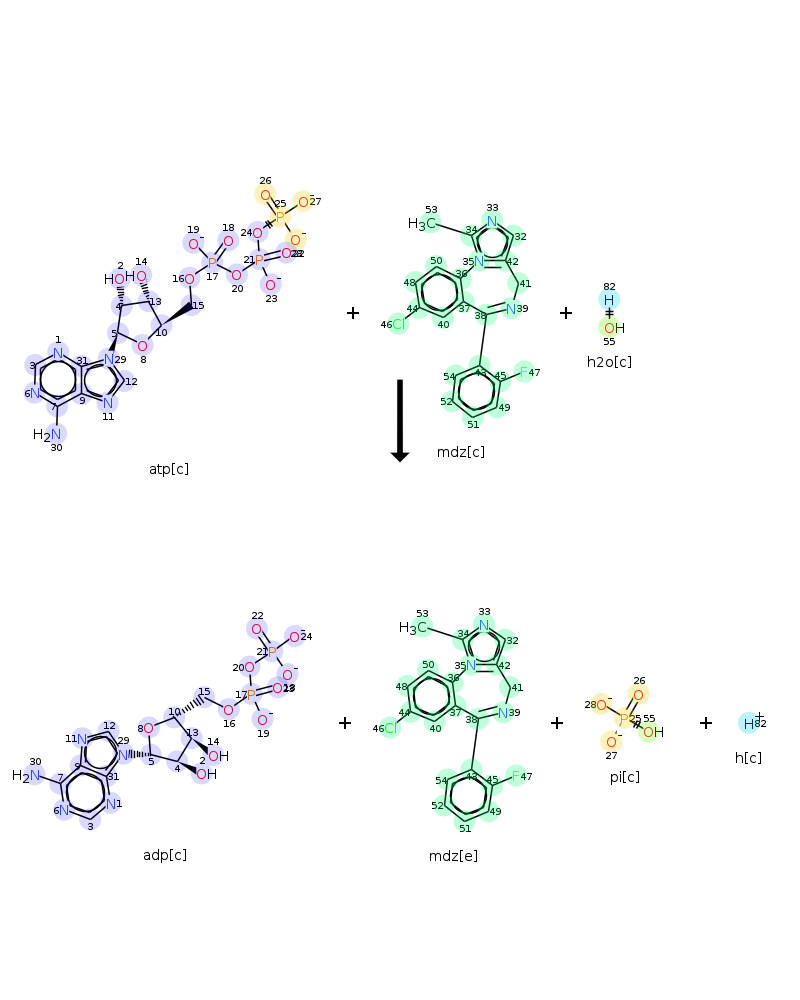 26
25
O
P
O-
27
24
O
O-
19
18
O-
O
21
P
O
2
14
HO
HO
16
O
P
17
O
20
O-
23
4
13
15
5
O
8
10
1
N
31
N
29
3
12
6
N
7
9
N
11
H2N
30
atp[c]
+
53
H3C
33
N
34
32
50
35
N
42
36
48
41
44
37
N
39
46
Cl
40
38
54
43
45
F
47
52
49
51
mdz[c]
+
82
H
OH
55
h2o[c]
22
O
21
P
O-
24
20
O
O-
17
P
O
15
O
16
O-
19
10
8
O
13
14
OH
12
11
N
29
N
5
4
2
OH
30
H2N
9
7
31
6
N
N
1
3
adp[c]
+
53
H3C
33
N
34
32
50
35
N
42
36
48
41
44
37
N
39
46
Cl
40
38
54
43
45
F
47
52
49
51
mdz[e]
+
26
O
28
O-
P
25
55
OH
O-
27
pi[c]
+
H+
82
h[c]